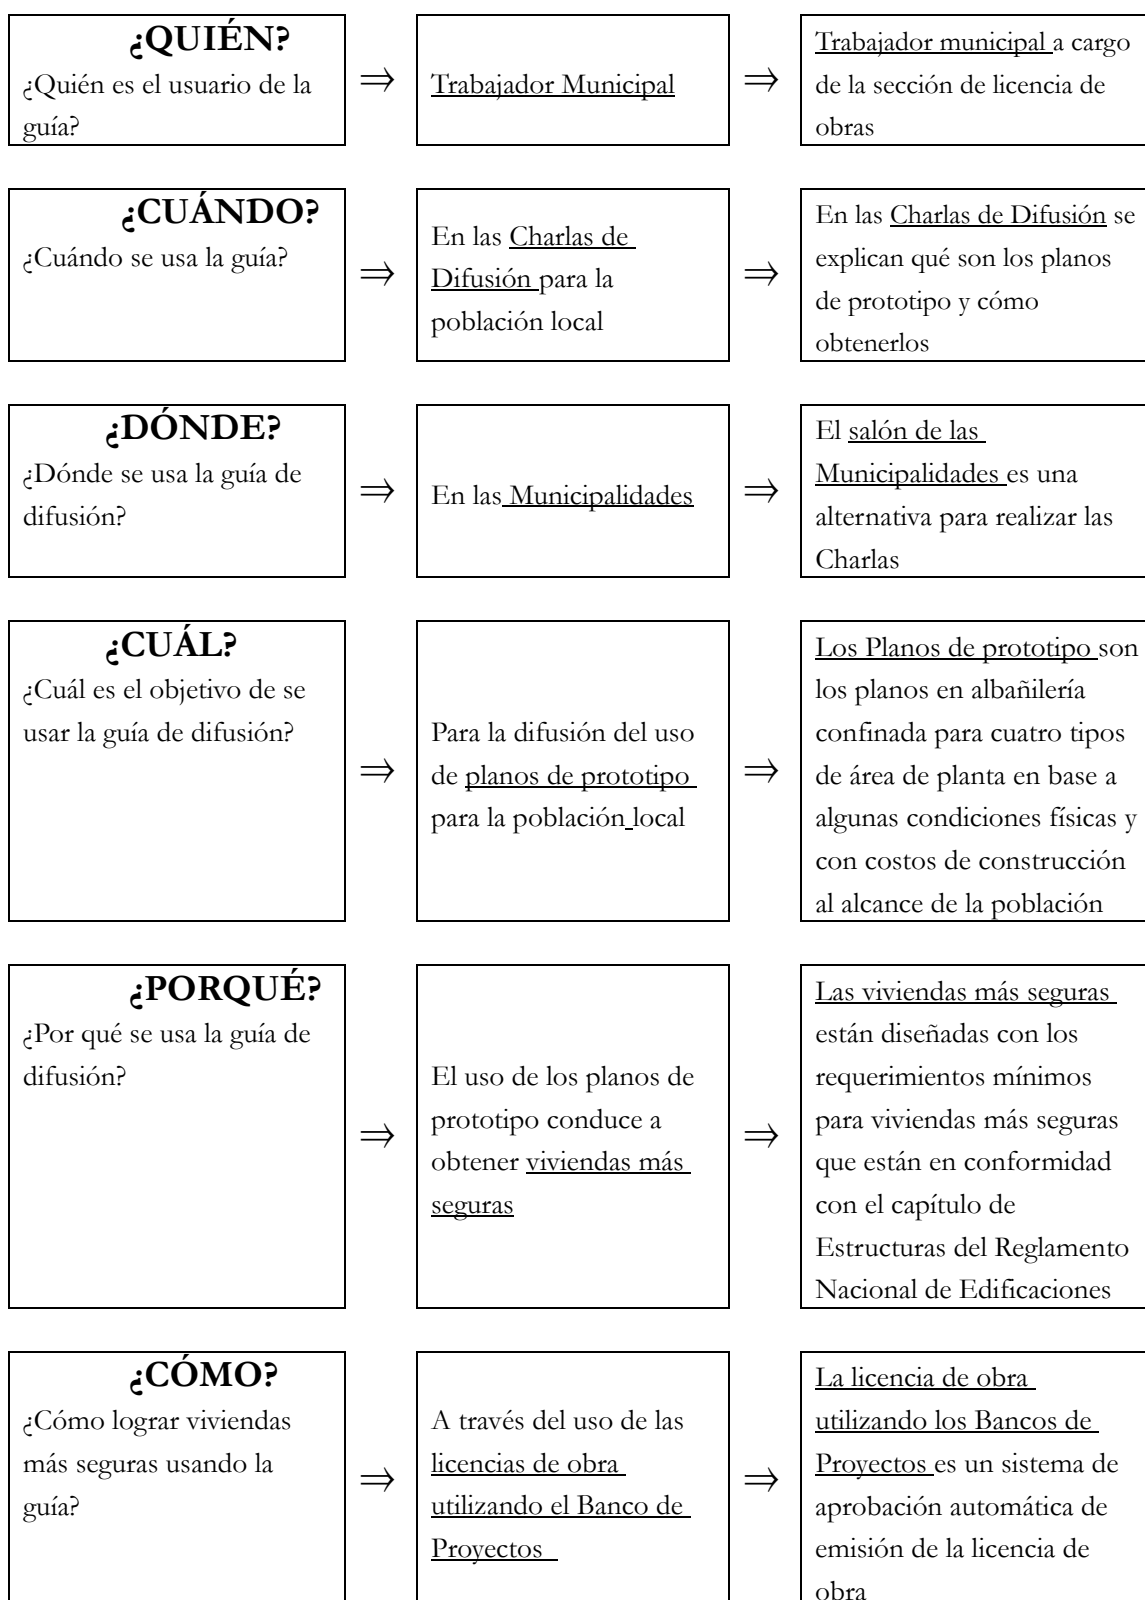 ¿QUIÉN?
¿Quién es el usuario de la
guía?
⇒
Trabajador Municipal
⇒
Trabajador municipal a cargo
de la sección de licencia de
obras
¿CUÁNDO?
¿Cuándo se usa la guía?
⇒
En las Charlas de
Difusión para la
población local
⇒
En las Charlas de Difusión se
explican qué son los planos
de prototipo y cómo
obtenerlos
¿DÓNDE?
¿Dónde se usa la guía de
difusión?
⇒
En las Municipalidades
⇒
El salón de las
Municipalidades es una
alternativa para realizar las
Charlas
¿CUÁL?
¿Cuál es el objetivo de se
usar la guía de difusión?
⇒
Para la difusión del uso
de planos de prototipo
para la población local
⇒
Los Planos de prototipo son
los planos en albañilería
confinada para cuatro tipos
de área de planta en base a
algunas condiciones físicas y
con costos de construcción
al alcance de la población
¿PORQUÉ?
¿Por qué se usa la guía de
difusión?
⇒
El uso de los planos de
prototipo conduce a
obtener viviendas más
seguras
⇒
Las viviendas más seguras
están diseñadas con los
requerimientos mínimos
para viviendas más seguras
que están en conformidad
con el capítulo de
Estructuras del Reglamento
Nacional de Edificaciones
¿CÓMO?
¿Cómo lograr viviendas
más seguras usando la
guía?
⇒
A través del uso de las
licencias de obra
utilizando el Banco de
Proyectos
⇒
La licencia de obra
utilizando los Bancos de
Proyectos es un sistema de
aprobación automática de
emisión de la licencia de
obra